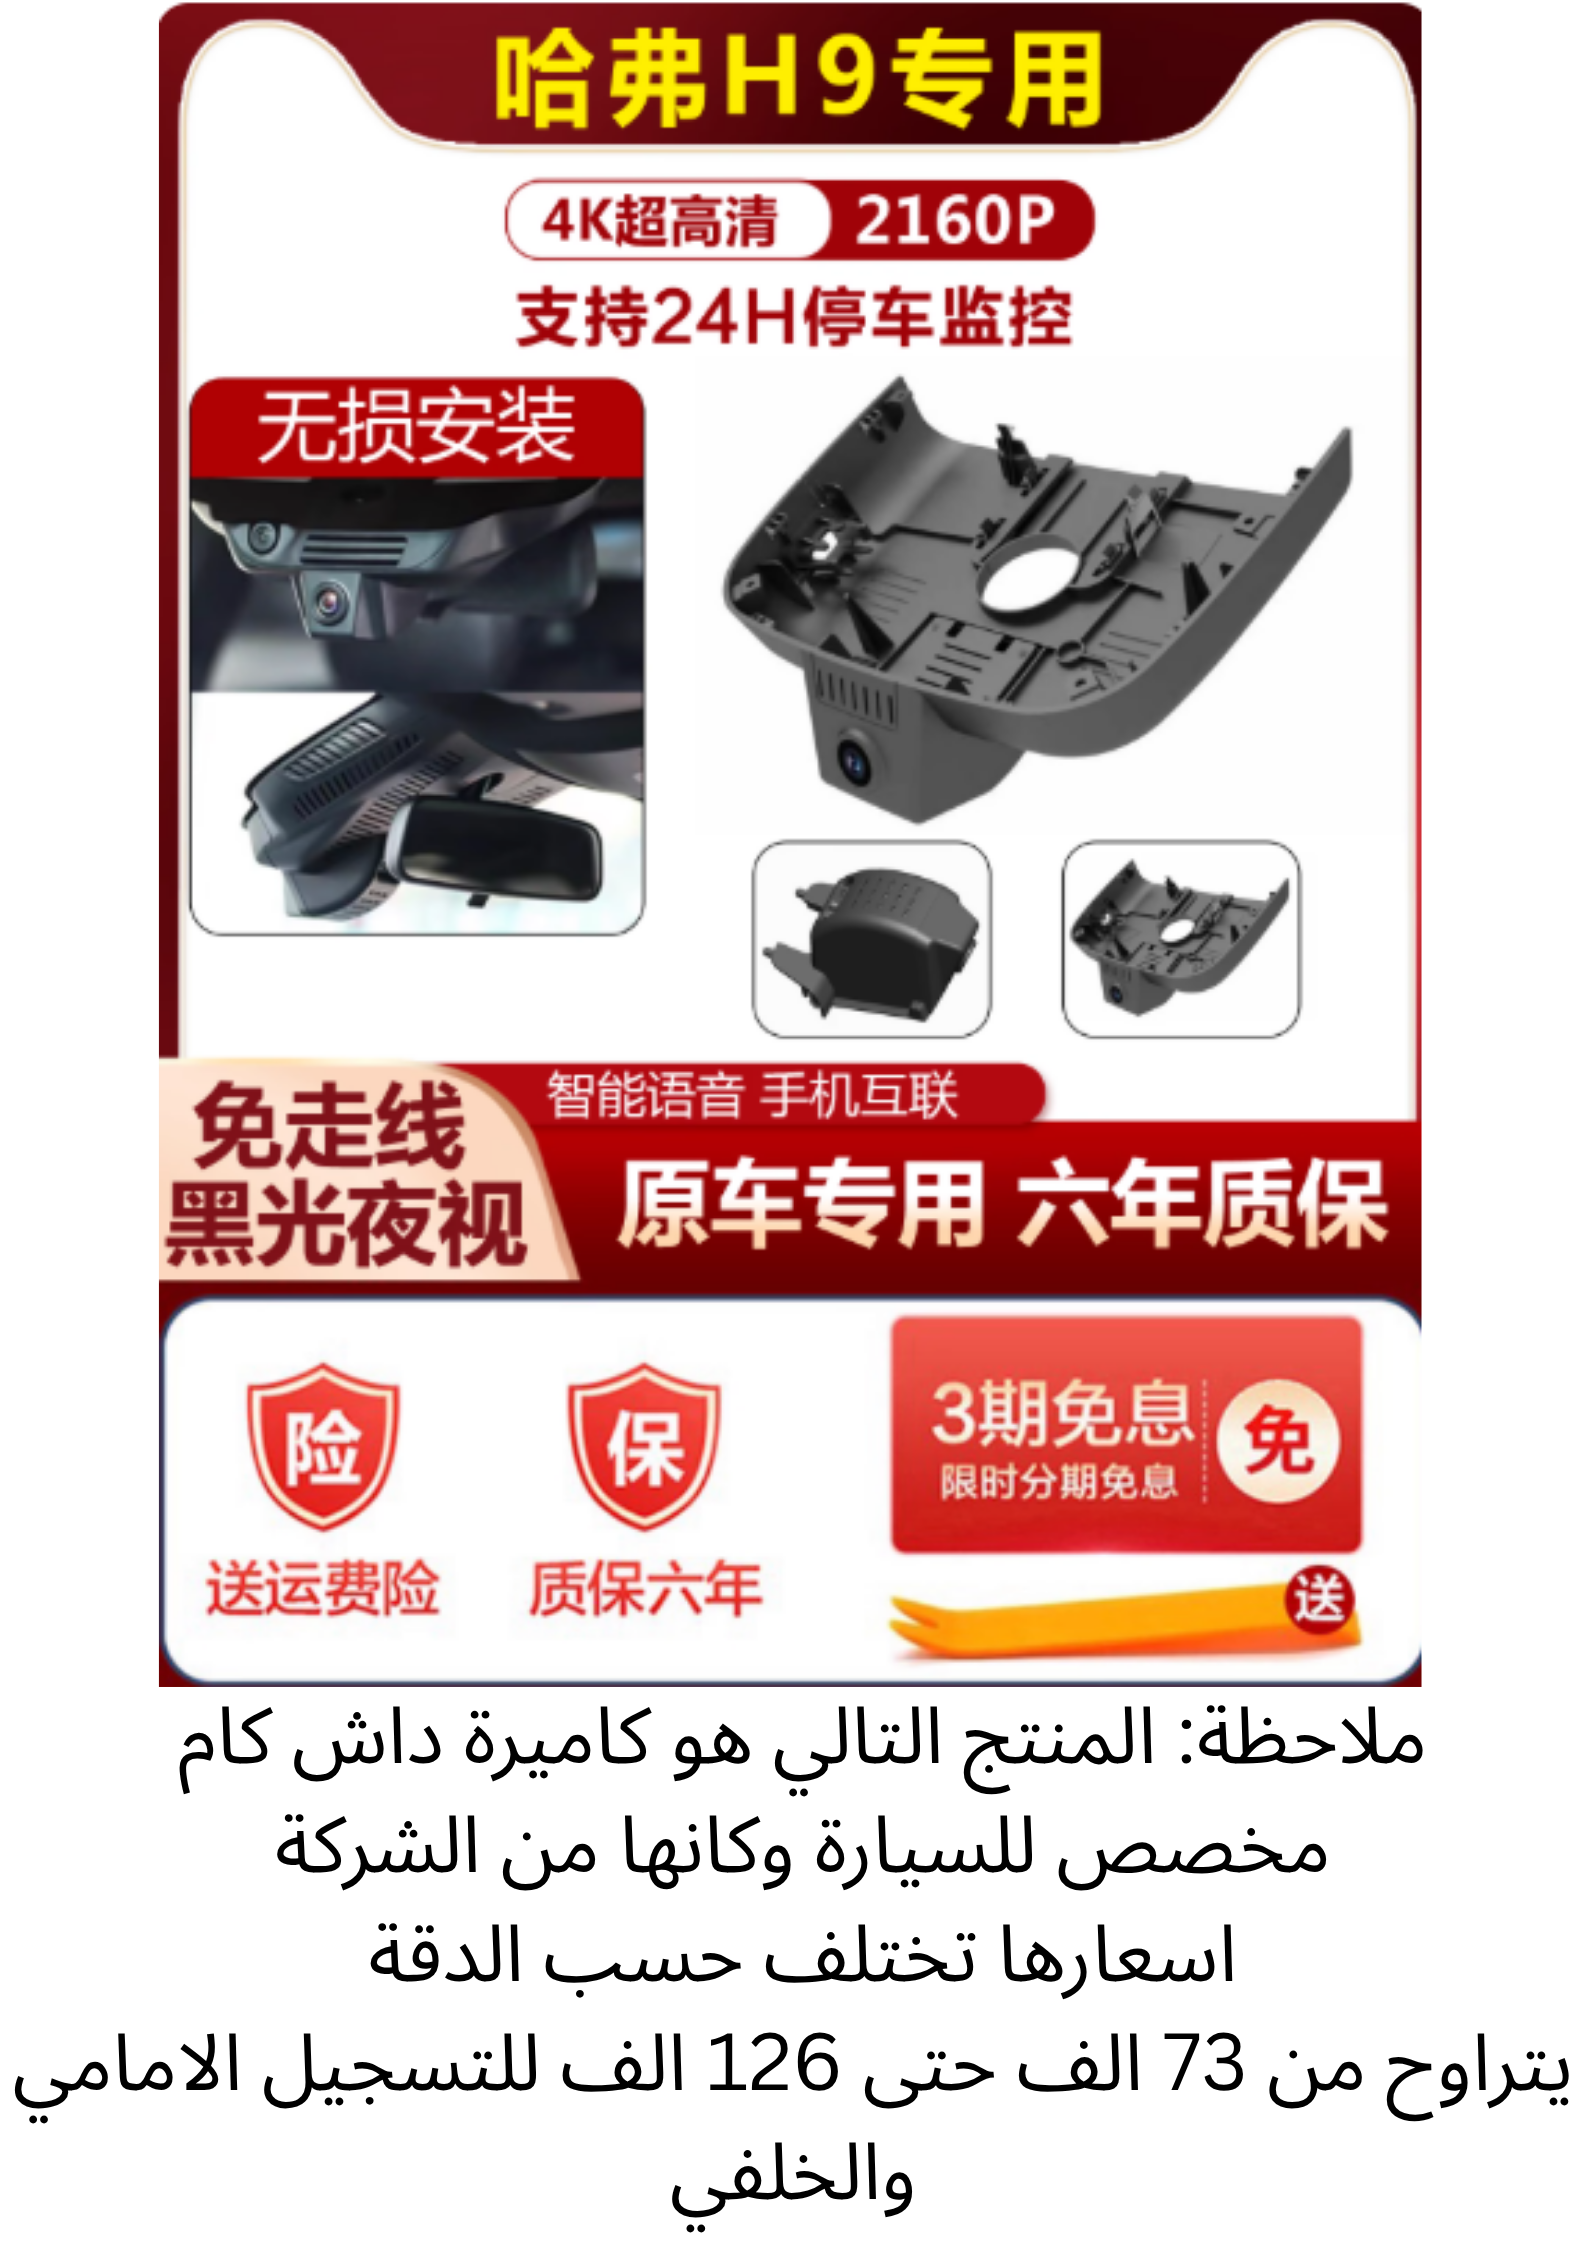 哈弗H9专用
4K超高清 2160P
支持24H停车监控
无损安装
智能语音 手机互联
免走线
黑光夜视
原车专用 六年质保
险
保
3期免息
限时分期免息
免
送运费险
质保六年
送
ملاحظة: المنتج التالي هو كاميرة داش كام
مخصص للسيارة وكانها من الشركة
اسعارها تختلف حسب الدقة
يتراوح من 73 الف حتى 126 الف للتسجيل الامامي
والخلفي